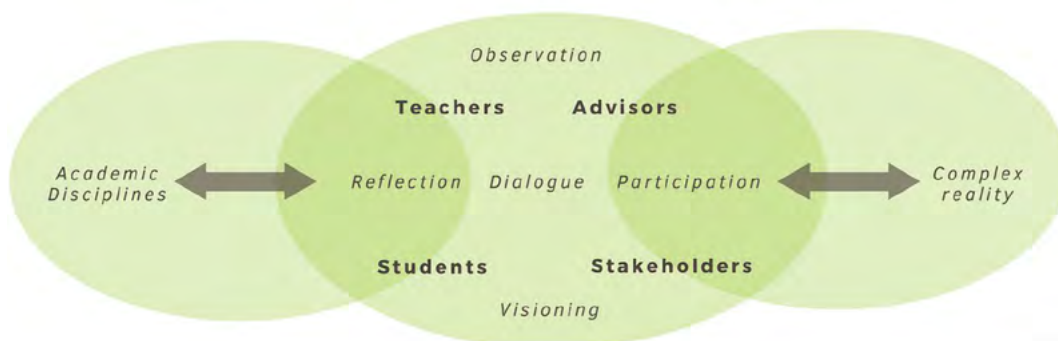 Observation
Teachers Advisors
Academic
Disciplines
Reflection Dialogue Participation
Complex
reality
Students Stakeholders
Visioning